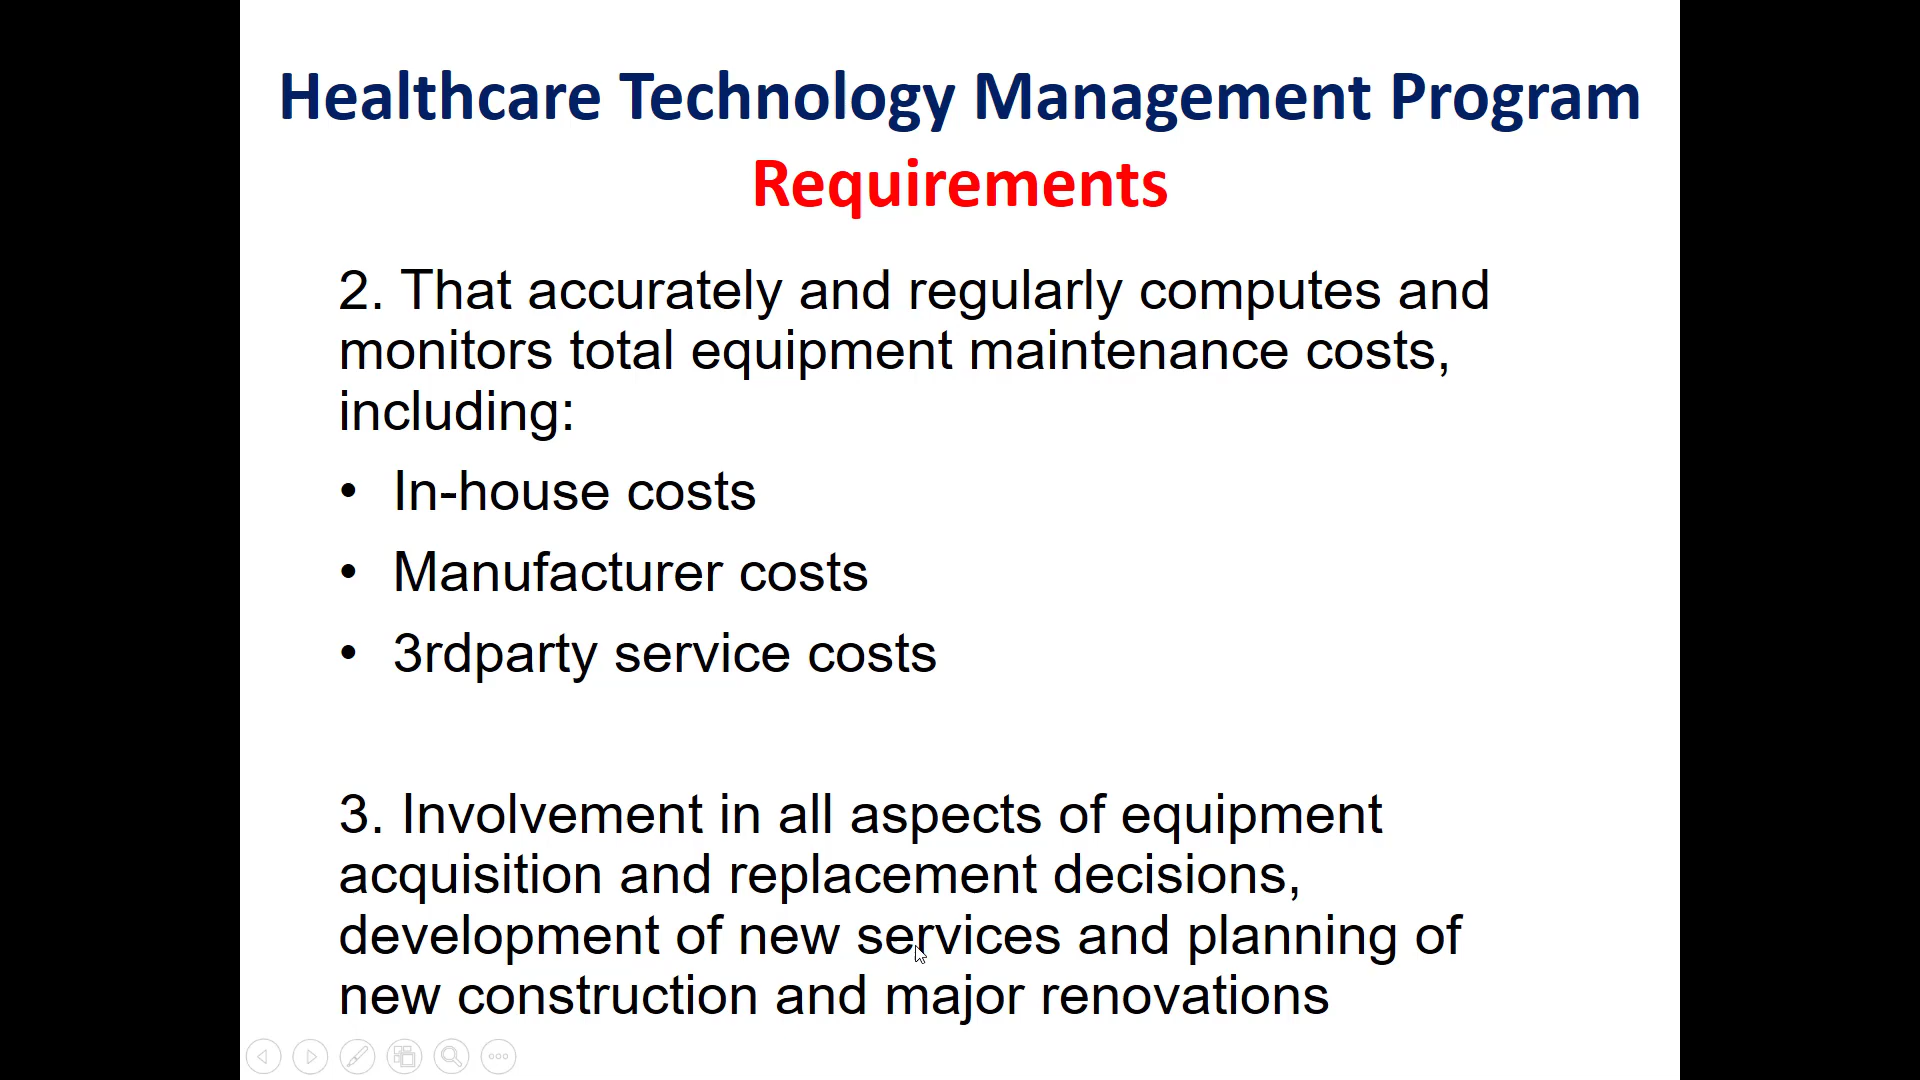 Healthcare Technology Management Program
Requirements
2. That accurately and regularly computes and
monitors total equipment maintenance costs,
including:
• In-house costs
• Manufacturer costs
• 3rdparty service costs
3. Involvement in all aspects of equipment
acquisition and replacement decisions,
development of new services and planning of
new construction and major renovations